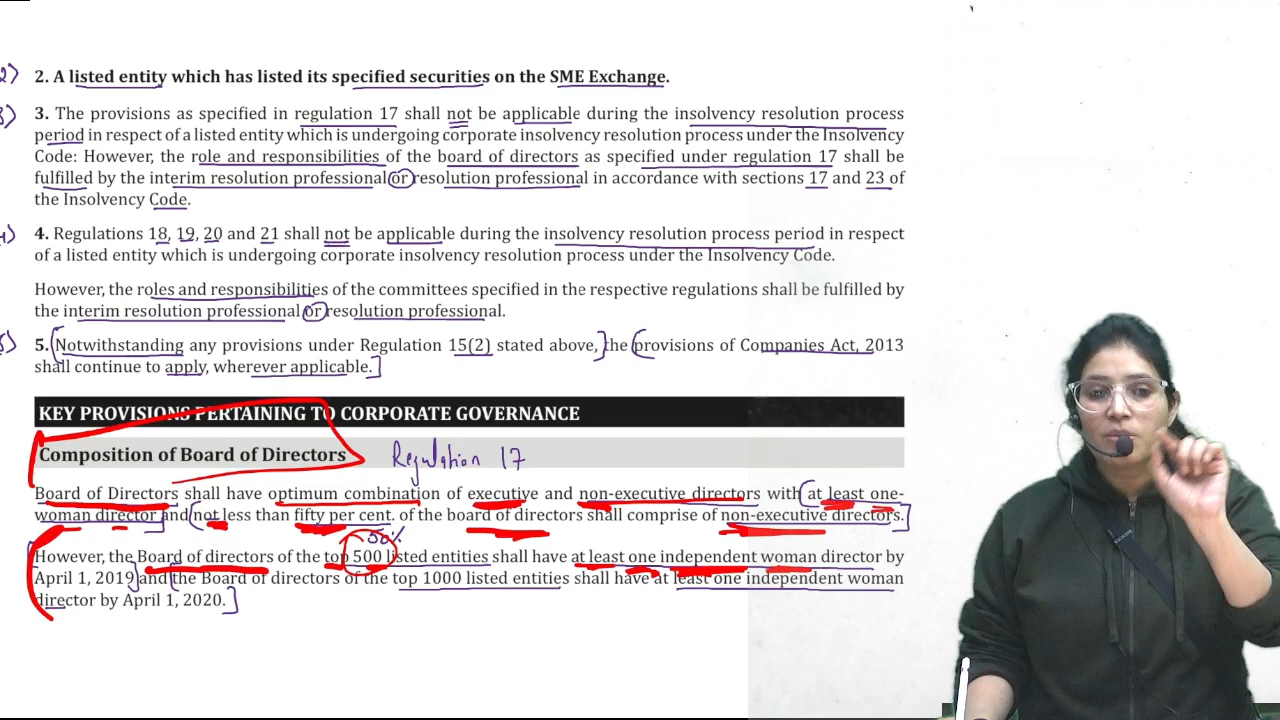 2) 2. A listed entity which has listed its specified securities on the SME Exchange.
3) 3. The provisions as specified in regulation 17 shall not be applicable during the insolvency resolution process
period in respect of a listed entity which is undergoing corporate insolvency resolution process under the Insolvency
Code: However, the role and responsibilities of the board of directors as specified under regulation 17 shall be
fulfilled by the interim resolution professional or resolution professional in accordance with sections 17 and 23 of
the Insolvency Code.
4. Regulations 18, 19, 20 and 21 shall not be applicable during the insolvency resolution process period in respect
of a listed entity which is undergoing corporate insolvency resolution process under the Insolvency Code.
However, the roles and responsibilities of the committees specified in the respective regulations shall be fulfilled by
the interim resolution professional or resolution professional.
5. Notwithstanding any provisions under Regulation 15(2) stated above, the provisions of Companies Act, 2013
shall continue to apply, wherever applicable.
KEY PROVISIONS PERTAINING TO CORPORATE GOVERNANCE
Composition of Board of Directors Regulation 17
Board of Directors shall have optimum combination of executive and non-executive directors with at least one-
woman director and not less than fifty per cent. of the board of directors shall comprise of non-executive directors.
50%
However, the Board of directors of the top 500 listed entities shall have at least one independent woman director by
April 1, 2019 and the Board of directors of the top 1000 listed entities shall have at least one independent woman
director by April 1, 2020.